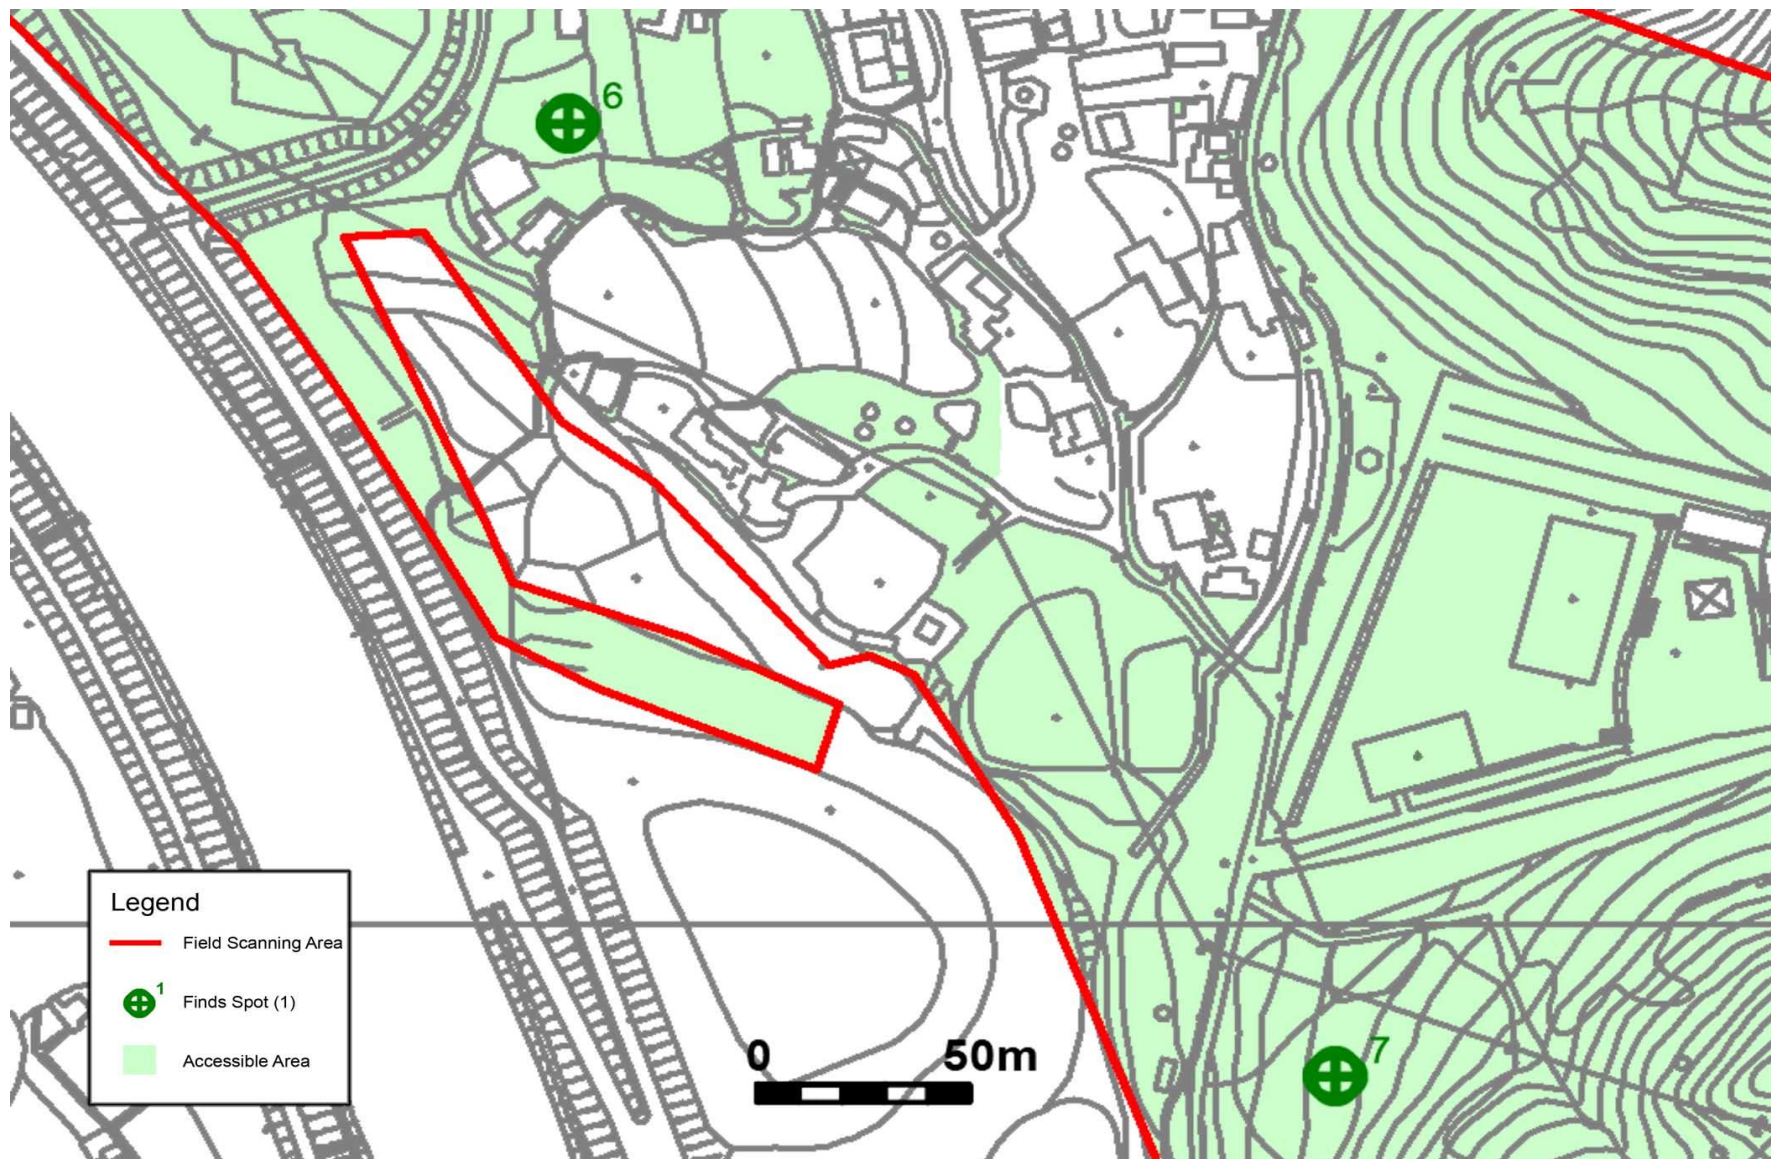 6
Legend
Field Scanning Area
1
Finds Spot (1)
Accessible Area
0 50m
7